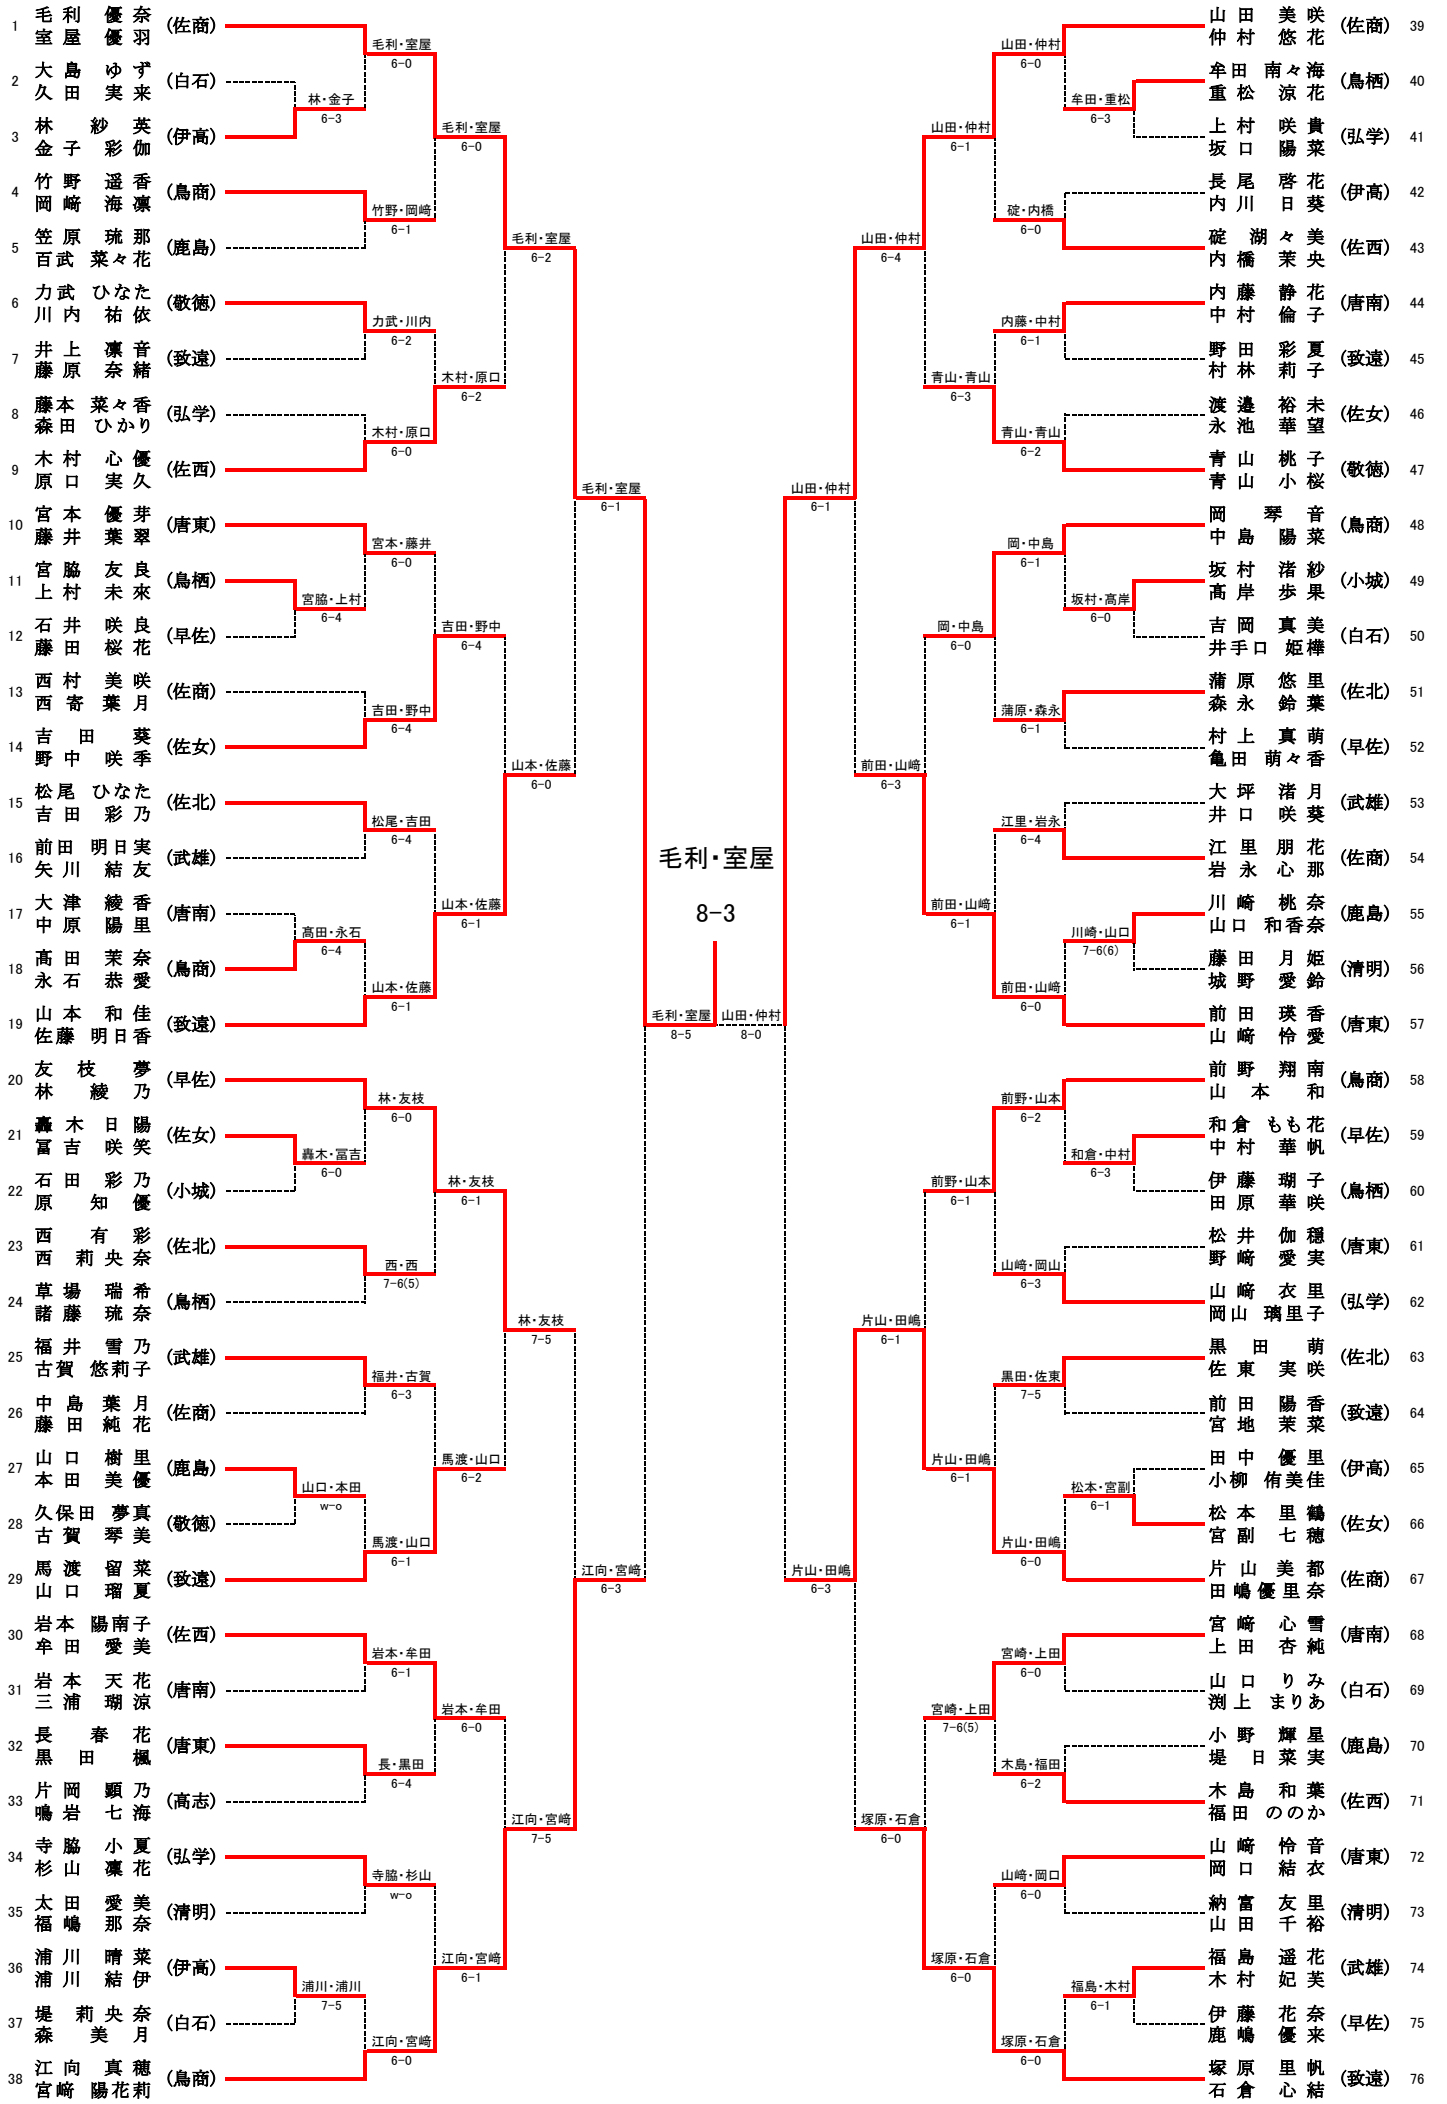 1 毛利 優奈 (佐商)
室屋 優羽
2 大島 ゆず (白石)
久田 実来
3 林 紗英 (伊高)
金子 彩伽
4 竹野 遥香 (鳥商)
岡﨑 海凛
5 笠原 琉那 (鹿島)
百武 菜々花
6 力武 ひなた (敬徳)
川内 祐依
7 井上 凛音 (致遠)
藤原 奈緒
8 藤本 菜々香 (弘学)
森田 ひかり
9 木村 心優 (佐西)
原口 実久
10 宮本 優芽 (唐東)
藤井 葉翠
11 宮脇 友良 (鳥栖)
上村 未來
12 石井 咲良 (早佐)
藤田 桜花
13 西村 美咲 (佐商)
西寄 葉月
14 吉田 葵 (佐女)
野中 咲季
15 松尾 ひなた (佐北)
吉田 彩乃
16 前田 明日実 (武雄)
矢川 結友
17 大津 綾香 (唐南)
中原 陽里
18 髙田 茉奈 (鳥商)
永石 恭愛
19 山本 和佳 (致遠)
佐藤 明日香
20 友枝 夢 (早佐)
林 綾乃
21 轟木 日陽 (佐女)
冨吉 咲笑
22 石田 彩乃 (小城)
原 知優
23 西 有彩 (佐北)
西 莉央奈
24 草場 瑞希 (鳥栖)
諸藤 琉奈
25 福井 雪乃 (武雄)
古賀 悠莉子
26 中島 葉月 (佐商)
藤田 純花
27 山口 樹里 (鹿島)
本田 美優
28 久保田 夢真 (敬徳)
古賀 琴美
29 馬渡 留菜 (致遠)
山口 瑠夏
30 岩本 陽南子 (佐西)
牟田 愛美
31 岩本 天花 (唐南)
三浦 瑚涼
32 長 春花 (唐東)
黒田 楓
33 片岡 顕乃 (高志)
鳴岩 七海
34 寺脇 小夏 (弘学)
杉山 凜花
35 太田 愛美 (清明)
福嶋 那奈
36 浦川 晴菜 (伊高)
浦川 結伊
37 堤 莉央奈 (白石)
森 美月
38 江向 真穂 (鳥商)
宮﨑 陽花莉
林・金子
6-3
宮脇・上村
6-4
髙田・永石
6-4
轟木・冨吉
6-0
山口・本田
w-o
浦川・浦川
7-5
毛利・室屋
6-0
竹野・岡﨑
6-1
力武・川内
6-2
木村・原口
6-0
宮本・藤井
6-0
吉田・野中
6-4
松尾・吉田
6-4
山本・佐藤
6-1
林・友枝
6-0
西・西
7-6(5)
福井・古賀
6-3
馬渡・山口
6-1
岩本・牟田
6-1
長・黒田
6-4
寺脇・杉山
w-o
江向・宮﨑
6-0
毛利・室屋
6-0
木村・原口
6-2
吉田・野中
6-4
山本・佐藤
6-1
林・友枝
6-1
馬渡・山口
6-2
岩本・牟田
6-0
江向・宮﨑
6-1
毛利・室屋
6-2
山本・佐藤
6-0
林・友枝
7-5
江向・宮﨑
7-5
毛利・室屋
6-1
江向・宮﨑
6-3
毛利・室屋
8-5
毛利・室屋
8-3
山田・仲村
8-0
山田・仲村
6-1
片山・田嶋
6-3
山田・仲村
6-4
前田・山﨑
6-3
片山・田嶋
6-1
塚原・石倉
6-0
山田・仲村
6-1
青山・青山
6-3
岡・中島
6-0
前田・山﨑
6-1
前野・山本
6-1
片山・田嶋
6-1
宮崎・上田
7-6(5)
塚原・石倉
6-0
山田・仲村
6-0
碇・内橋
6-0
内藤・中村
6-1
青山・青山
6-2
岡・中島
6-1
蒲原・森永
6-1
江里・岩永
6-4
前田・山﨑
6-0
前野・山本
6-2
山﨑・岡山
6-3
黒田・佐東
7-5
片山・田嶋
6-0
宮崎・上田
6-0
木島・福田
6-2
山﨑・岡口
6-0
塚原・石倉
6-0
牟田・重松
6-3
坂村・髙岸
6-0
川崎・山口
7-6(6)
和倉・中村
6-3
松本・宮副
6-1
福島・木村
6-1
山田 美咲 (佐商) 39
仲村 悠花
牟田 南々海 (鳥栖) 40
重松 涼花
上村 咲貴 (弘学) 41
坂口 陽菜
長尾 啓花 (伊高) 42
内川 日葵
碇 湖々美 (佐西) 43
内橋 茉央
内藤 静花 (唐南) 44
中村 倫子
野田 彩夏 (致遠) 45
村林 莉子
渡邉 裕未 (佐女) 46
永池 華望
青山 桃子 (敬徳) 47
青山 小桜
岡 琴音 (鳥商) 48
中島 陽菜
坂村 渚紗 (小城) 49
髙岸 歩果
吉岡 真美 (白石) 50
井手口 姫樺
蒲原 悠里 (佐北) 51
森永 鈴葉
村上 真萌 (早佐) 52
亀田 萌々香
大坪 渚月 (武雄) 53
井口 咲葵
江里 朋花 (佐商) 54
岩永 心那
川崎 桃奈 (鹿島) 55
山口 和香奈
藤田 月姫 (清明) 56
城野 愛鈴
前田 瑛香 (唐東) 57
山﨑 怜愛
前野 翔南 (鳥商) 58
山本 和
和倉 もも花 (早佐) 59
中村 華帆
伊藤 瑚子 (鳥栖) 60
田原 華咲
松井 伽穏 (唐東) 61
野﨑 愛実
山﨑 衣里 (弘学) 62
岡山 璃里子
黒田 萌 (佐北) 63
佐東 実咲
前田 陽香 (致遠) 64
宮地 茉菜
田中 優里 (伊高) 65
小柳 侑美佳
松本 里鶴 (佐女) 66
宮副 七穂
片山 美都 (佐商) 67
田嶋 優里奈
宮﨑 心雪 (唐南) 68
上田 杏純
山口 りみ (白石) 69
渕上 まりあ
小野 輝星 (鹿島) 70
堤 日菜実
木島 和葉 (佐西) 71
福田 ののか
山﨑 怜音 (唐東) 72
岡口 結衣
納富 友里 (清明) 73
山田 千裕
福島 遥花 (武雄) 74
木村 妃芙
伊藤 花奈 (早佐) 75
鹿嶋 優来
塚原 里帆 (致遠) 76
石倉 心結